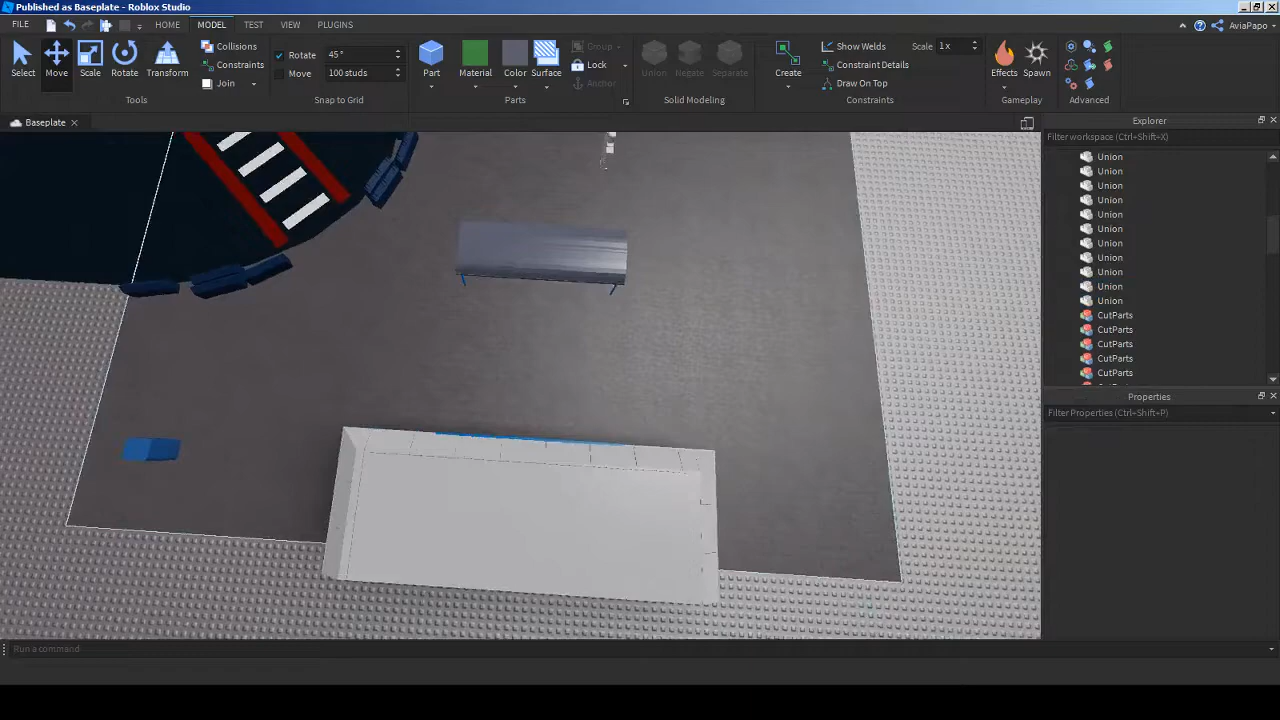 Published as Baseplate - Roblox Studio
FILE HOME MODEL TEST VIEW PLUGINS AviaPapo
Select Move Scale Rotate Transform
Collisions
Constraints
Join
Tools
Rotate 45°
Move 100 studs
Snap to Grid
Part Material Color Surface
Group
Lock
Anchor
Parts
Union Negate Separate
Solid Modeling
Create
Show Welds Scale 1x
Constraint Details
Draw On Top
Constraints
Effects Spawn
Gameplay
Advanced
Baseplate
Explorer
Filter workspace (Ctrl+Shift+X)
Union
Union
Union
Union
Union
Union
Union
Union
Union
Union
Union
CutParts
CutParts
CutParts
CutParts
CutParts
Properties
Filter Properties (Ctrl+Shift+P)
Run a command